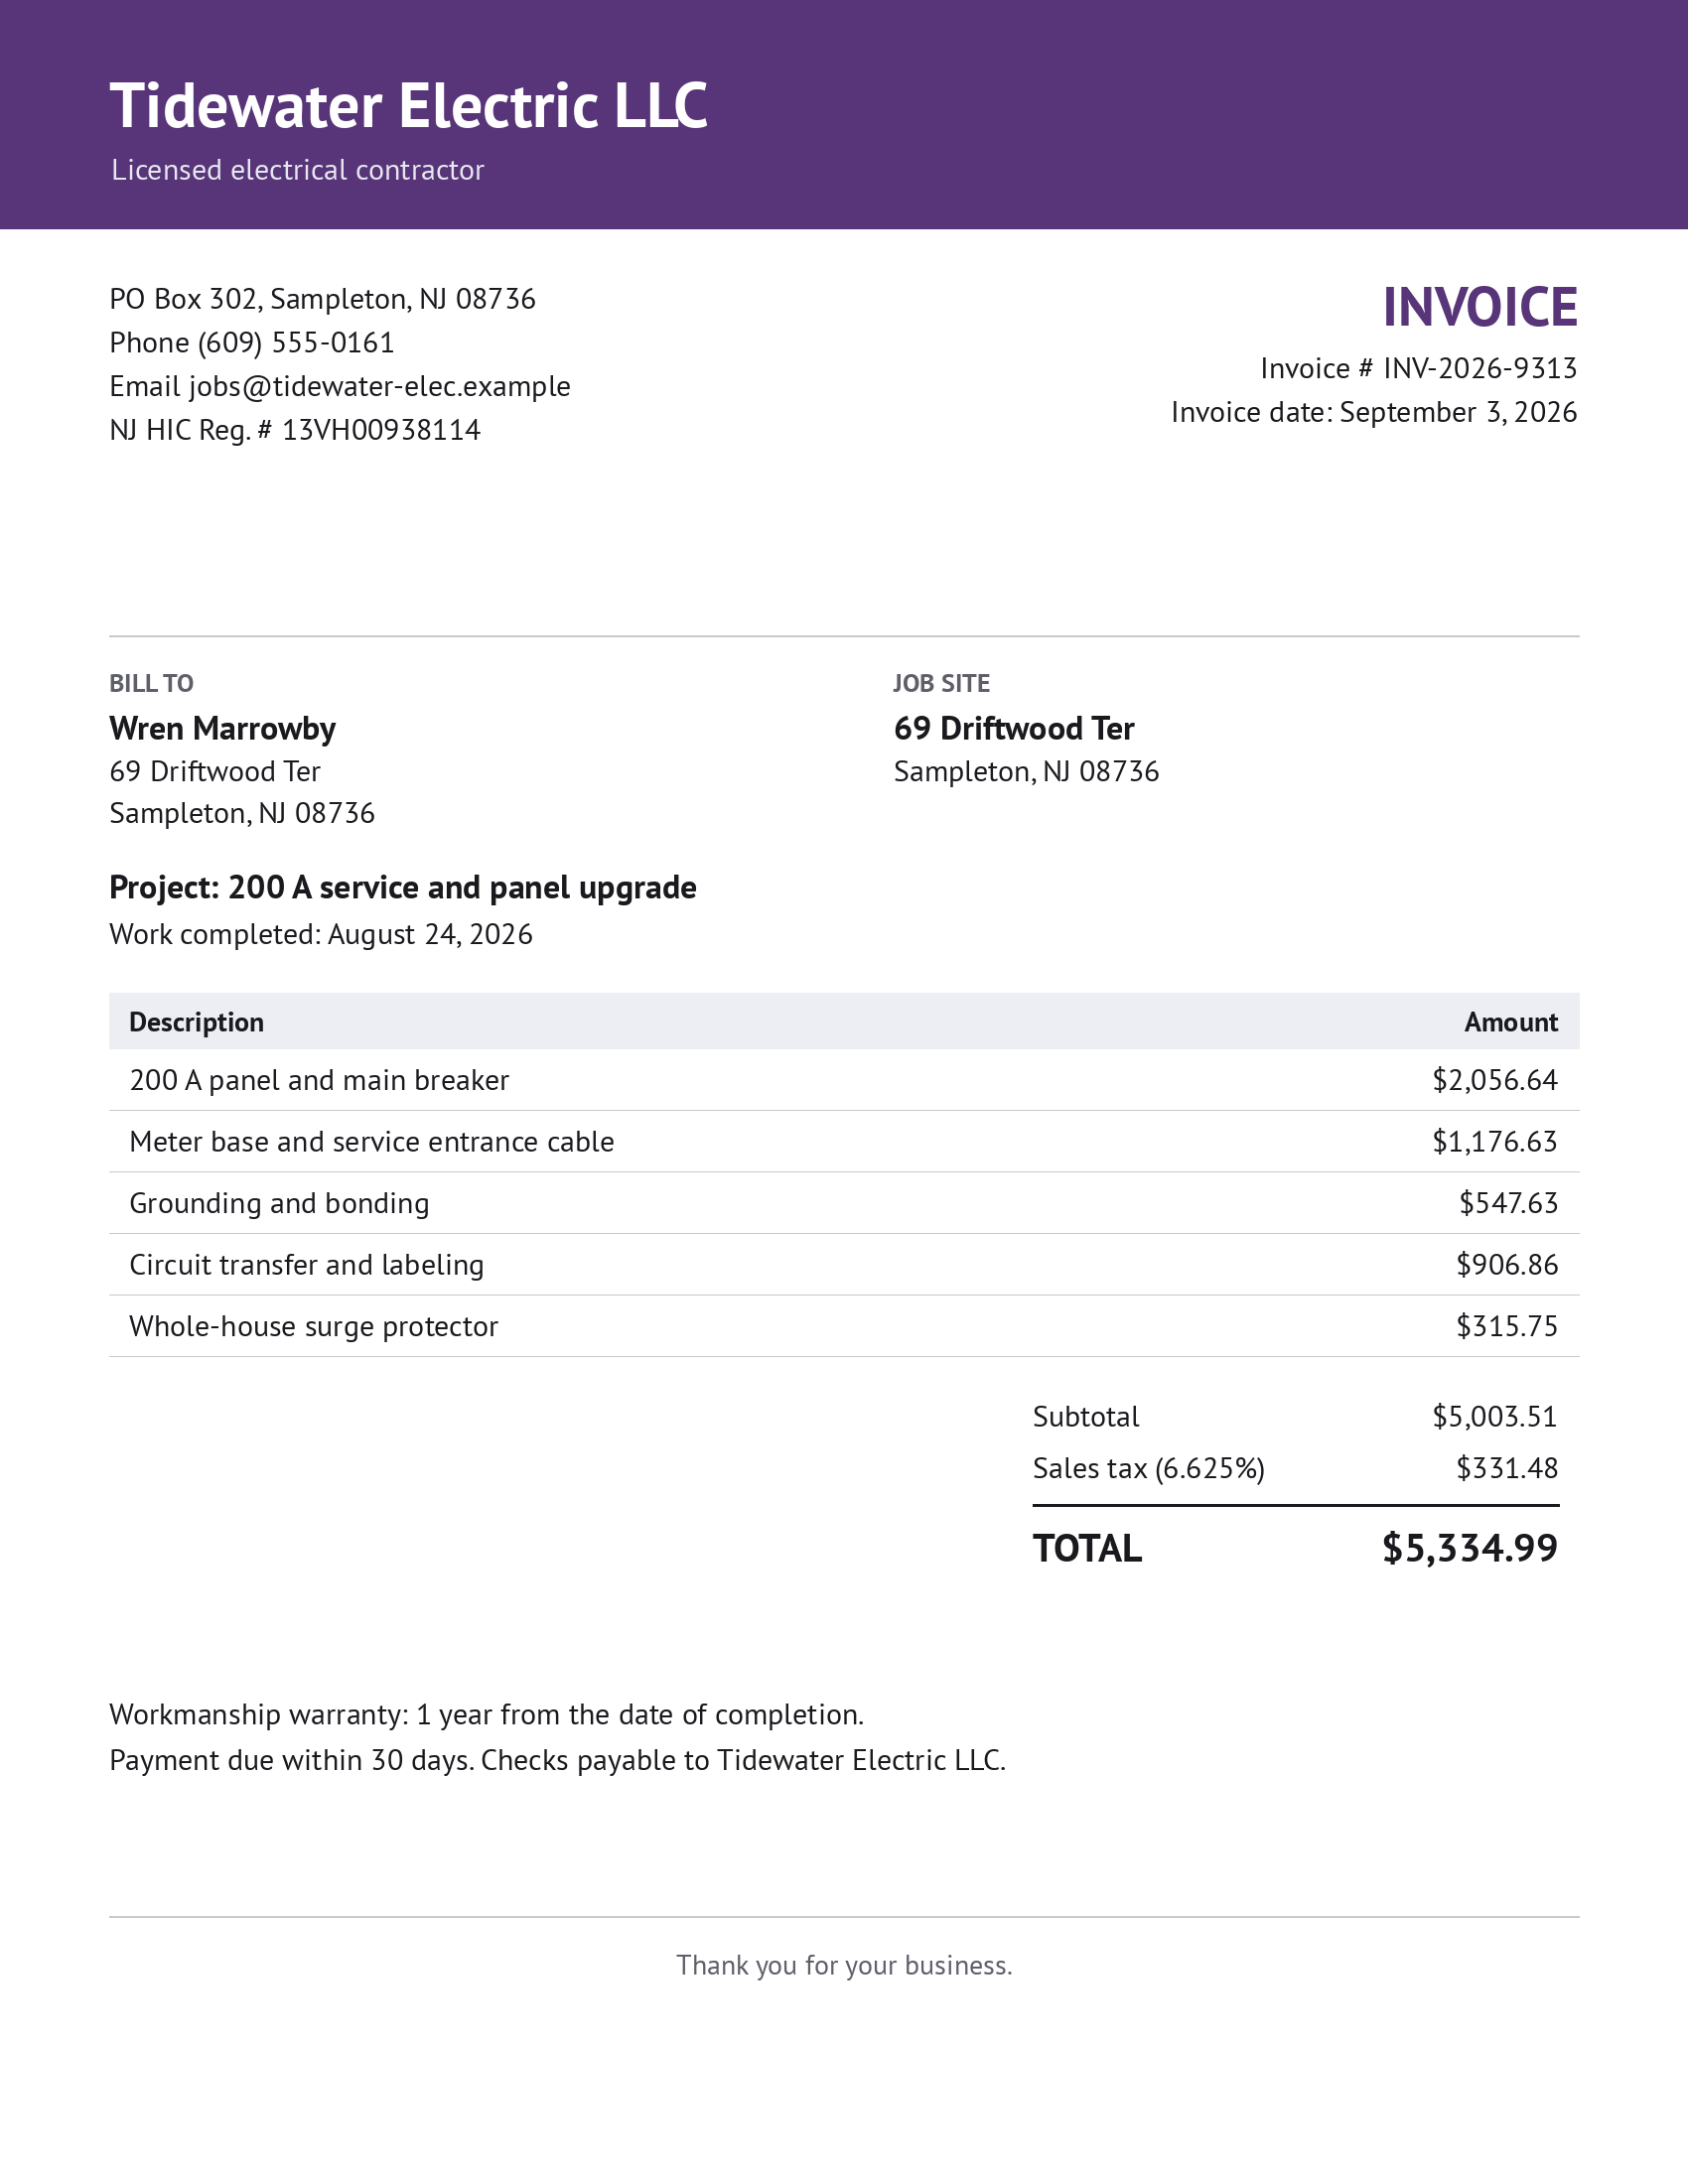 Tidewater Electric LLC
Licensed electrical contractor
PO Box 302, Sampleton, NJ 08736
Phone (609) 555-0161
Email jobs@tidewater-elec.example
NJ HIC Reg. # 13VH00938114
INVOICE
Invoice # INV-2026-9313
Invoice date: September 3, 2026
BILL TO
Wren Marrowby
69 Driftwood Ter
Sampleton, NJ 08736
JOB SITE
69 Driftwood Ter
Sampleton, NJ 08736
Project: 200 A service and panel upgrade
Work completed: August 24, 2026
Description Amount
200 A panel and main breaker $2,056.64
Meter base and service entrance cable $1,176.63
Grounding and bonding $547.63
Circuit transfer and labeling $906.86
Whole-house surge protector $315.75
Subtotal $5,003.51
Sales tax (6.625%) $331.48
TOTAL $5,334.99
Workmanship warranty: 1 year from the date of completion.
Payment due within 30 days. Checks payable to Tidewater Electric LLC.
Thank you for your business.